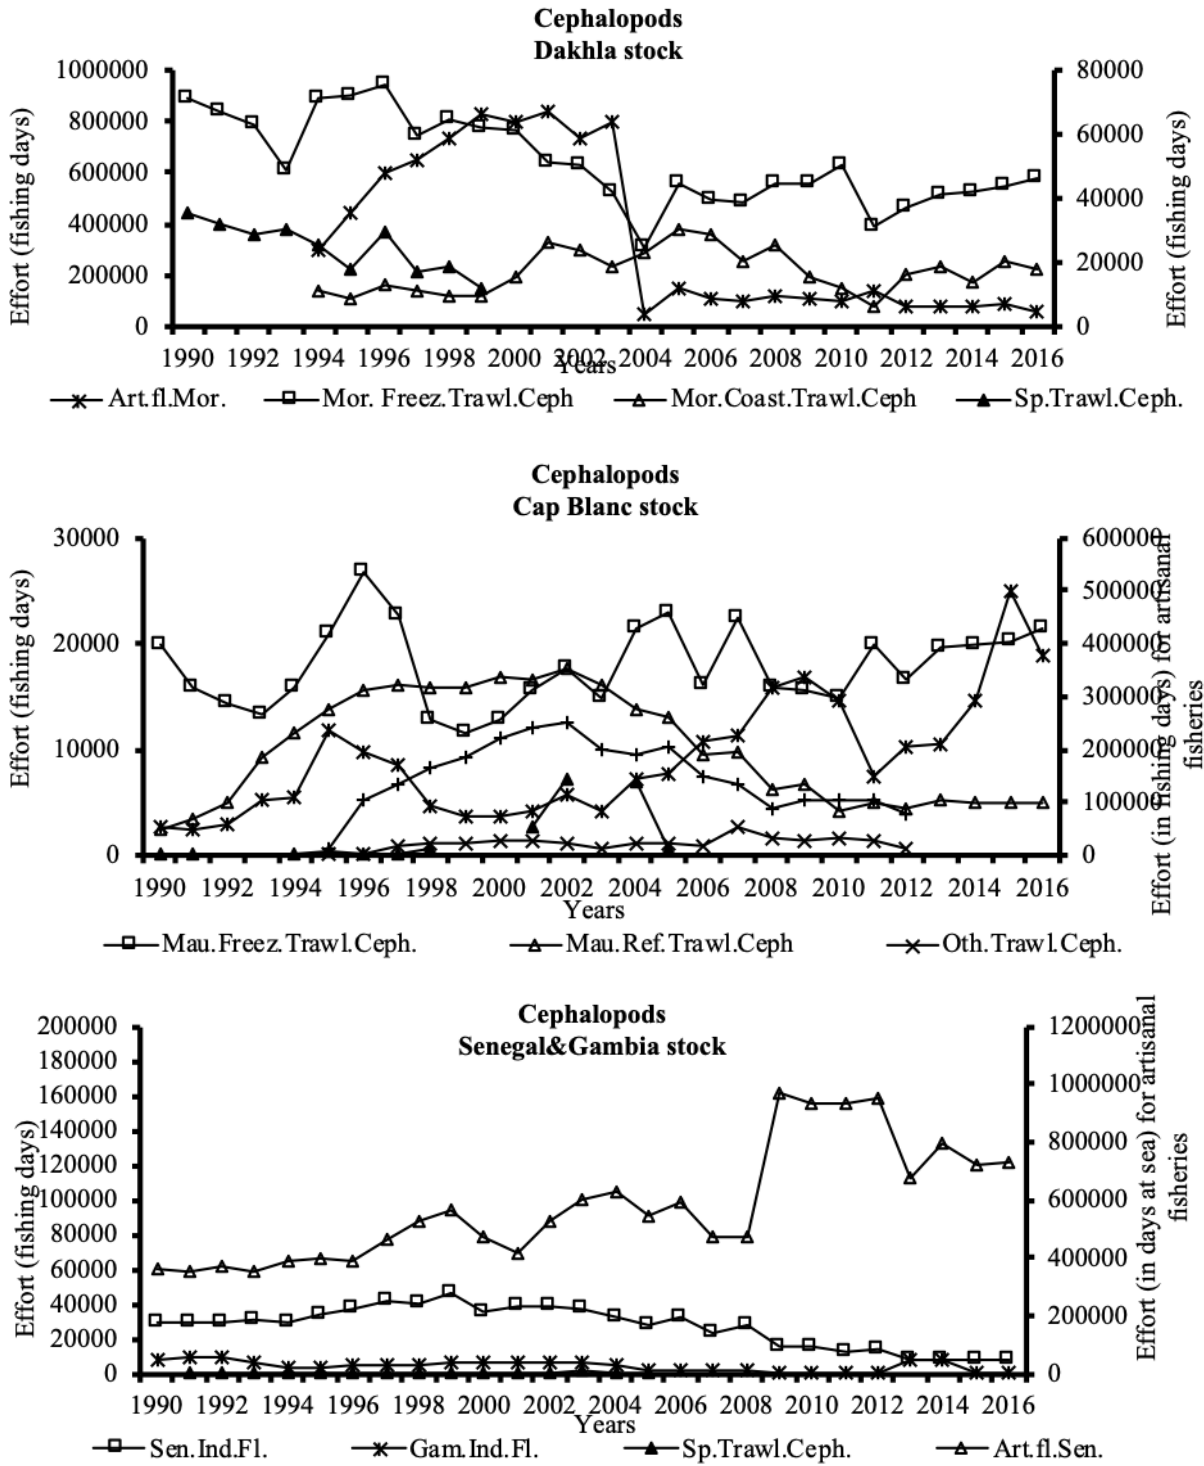 Cephalopods
Dakhla stock
Effort (fishing days)
1000000
800000
600000
400000
200000
0
80000
60000
40000
20000
0
Effort (fishing days)
1990 1992 1994 1996 1998 2000 2002 2004 2006 2008 2010 2012 2014 2016
Years
Art.fl.Mor. Mor. Freez.Trawl.Ceph Mor.Coast.Trawl.Ceph Sp.Trawl.Ceph.
Cephalopods
Cap Blanc stock
Effort (fishing days)
30000
20000
10000
0
600000
500000
400000
300000
200000
100000
0
Effort (in fishing days) for artisanal
fisheries
1990 1992 1994 1996 1998 2000 2002 2004 2006 2008 2010 2012 2014 2016
Years
Mau.Freez.Trawl.Ceph. Mau.Ref.Trawl.Ceph Oth.Trawl.Ceph.
Cephalopods
Senegal&Gambia stock
Effort (fishing days)
200000
180000
160000
140000
120000
100000
80000
60000
40000
20000
0
1200000
1000000
800000
600000
400000
200000
0
Effort (in days at sea) for artisanal
fisheries
1990 1992 1994 1996 1998 2000 2002 2004 2006 2008 2010 2012 2014 2016
Years
Sen.Ind.Fl. Gam.Ind.Fl. Sp.Trawl.Ceph. Art.fl.Sen.